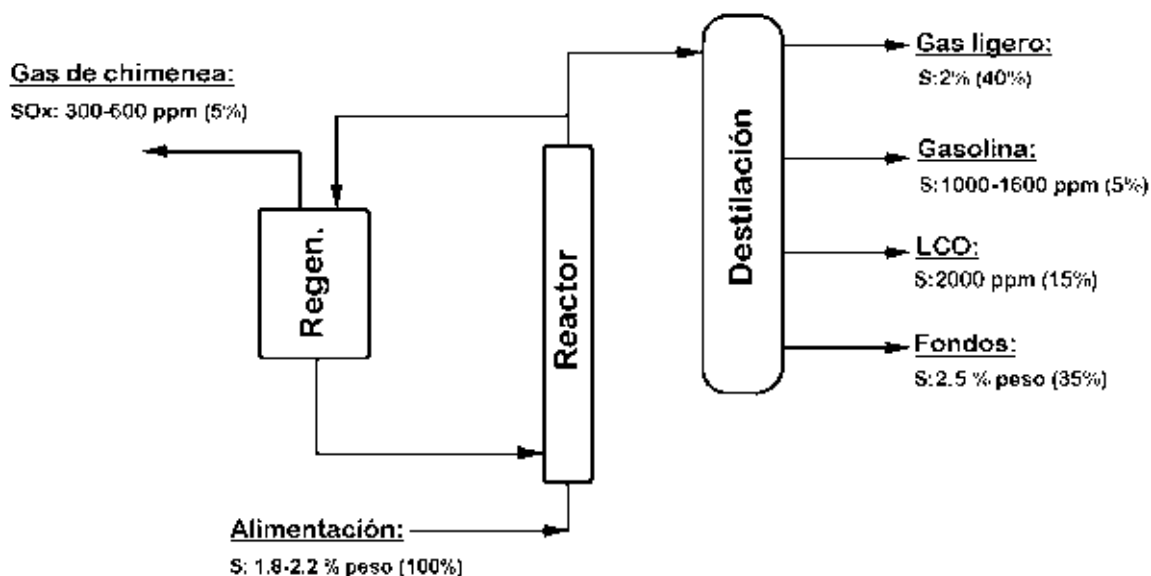 Gas de chimenea:
SOx: 300-600 ppm (5%)
Regen.
Reactor
Destilación
Gas ligero:
S:2% (40%)
Gasolina:
S:1000-1600 ppm (5%)
LCO:
S:2000 ppm (15%)
Fondos:
S:2.5 % peso (35%)
Alimentación:
S: 1.8-2.2 % peso (100%)